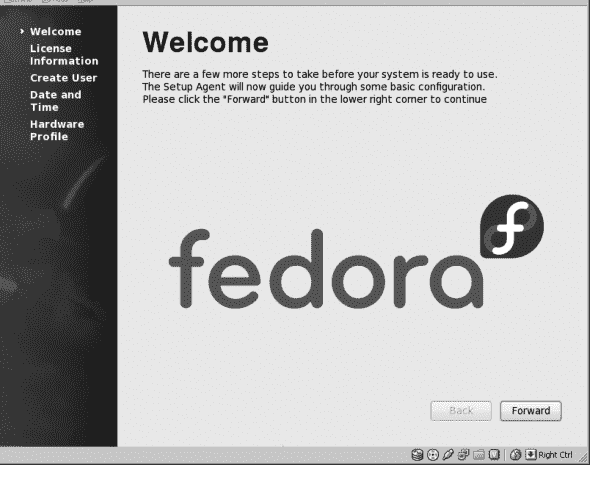 Welcome
License
Information
Create User
Date and
Time
Hardware
Profile
Welcome
There are a few more steps to take before your system is ready to use.
The Setup Agent will now guide you through some basic configuration.
Please click the "Forward" button in the lower right corner to continue
fedora
Back
Forward
Right Ctrl